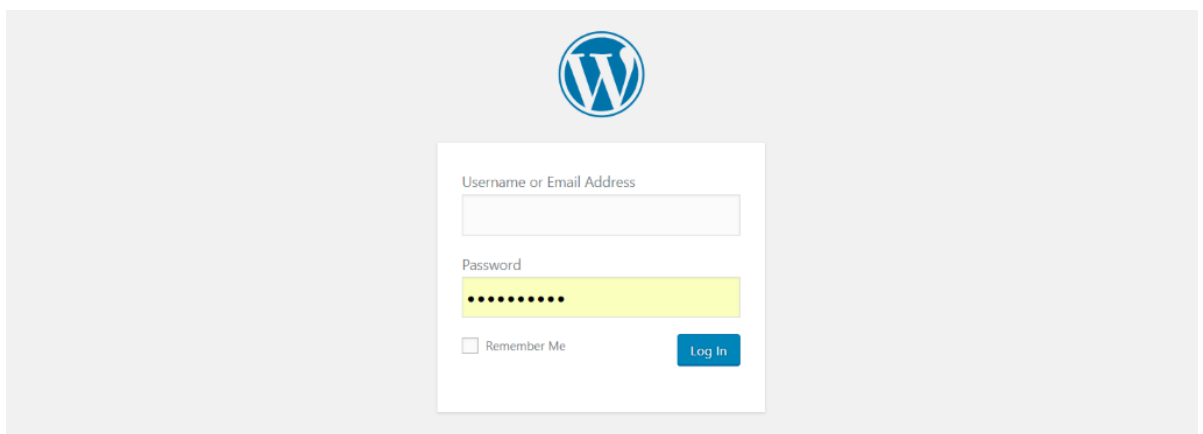 Username or Email Address
Password
••••••••••
Remember Me
Log In